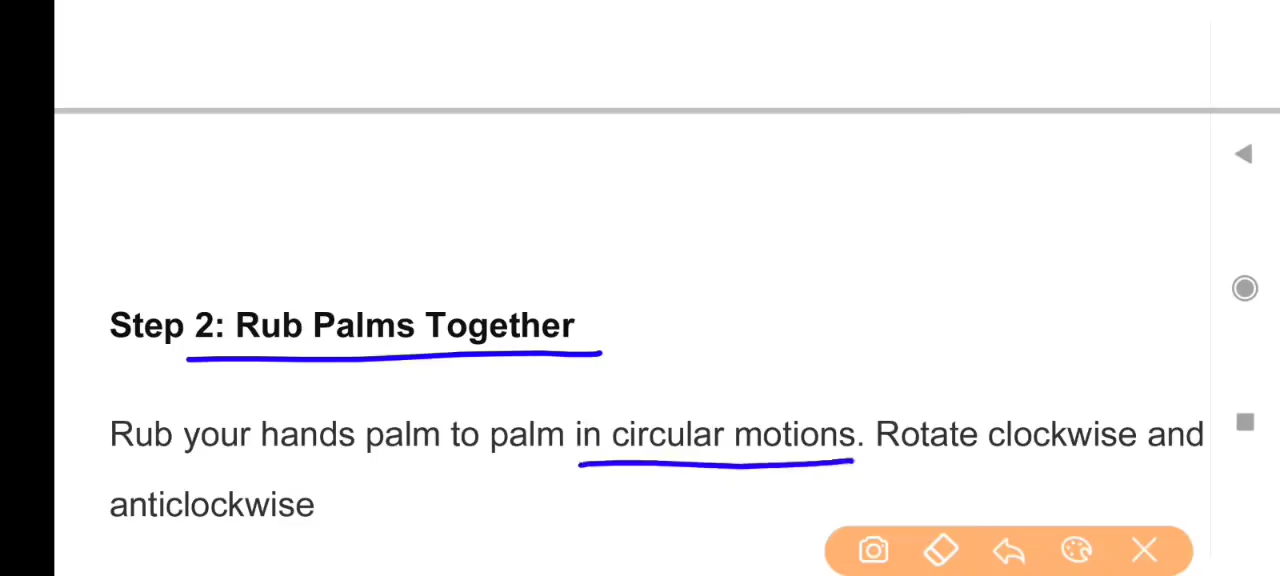 Step 2: Rub Palms Together
Rub your hands palm to palm in circular motions. Rotate clockwise and
anticlockwise